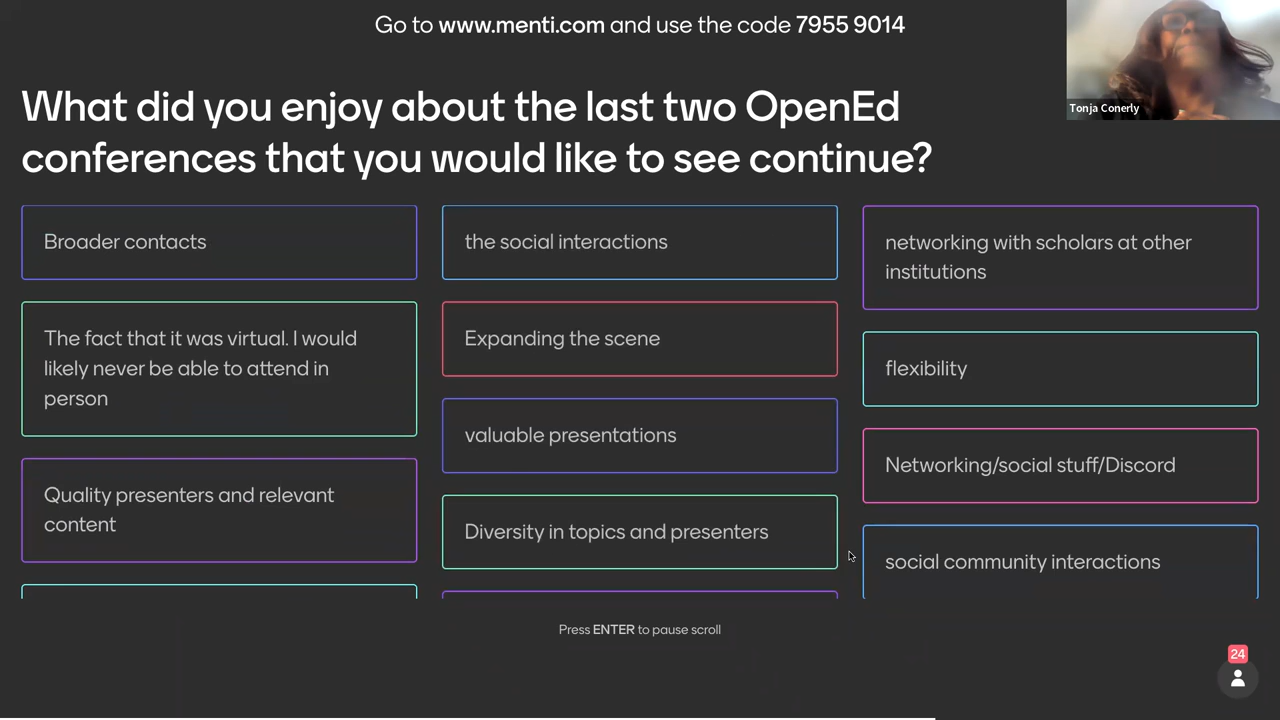 Go to www.menti.com and use the code 7955 9014
Tonja Conerly
What did you enjoy about the last two OpenEd
conferences that you would like to see continue?
Broader contacts
The fact that it was virtual. I would
likely never be able to attend in
person
Quality presenters and relevant
content
the social interactions
Expanding the scene
valuable presentations
Diversity in topics and presenters
networking with scholars at other
institutions
flexibility
Networking/social stuff/Discord
social community interactions
Press ENTER to pause scroll
24